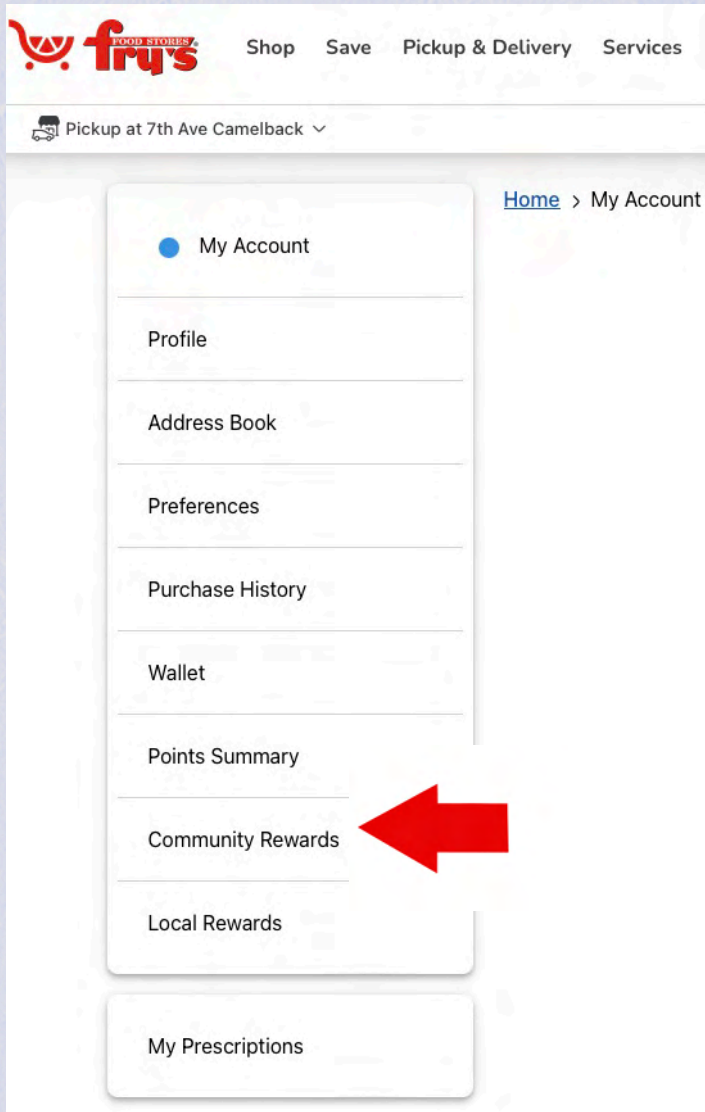 FOOD STORES
fry's
Shop Save Pickup & Delivery Services
Pickup at 7th Ave Camelback
Home > My Account
My Account
Profile
Address Book
Preferences
Purchase History
Wallet
Points Summary
Community Rewards
Local Rewards
My Prescriptions